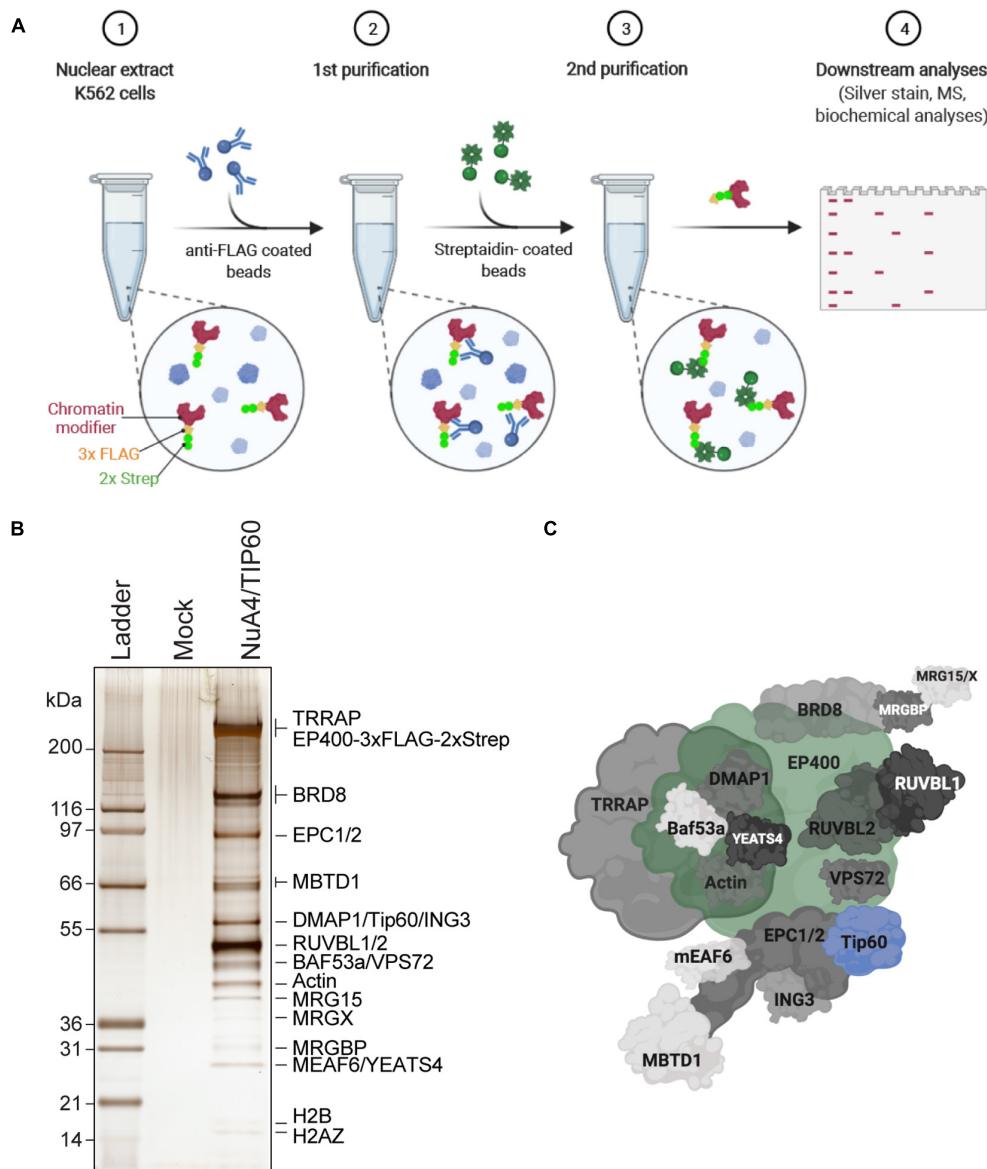 A
1
Nuclear extract
K562 cells
2
1st purification
3
2nd purification
4
Downstream analyses
(Silver stain, MS,
biochemical analyses)
anti-FLAG coated
beads
Streptaidin- coated
beads
Chromatin
modifier
3x FLAG
2x Strep
B
Ladder
Mock
NuA4/TIP60
kDa
200
116
97
66
55
36
31
21
14
TRRAP
EP400-3xFLAG-2xStrep
BRD8
EPC1/2
MBTD1
DMAP1/Tip60/ING3
RUVBL1/2
BAF53a/VPS72
Actin
MRG15
MRGX
MRGBP
MEAF6/YEATS4
H2B
H2AZ
C
MRG15/X
MRGBP
BRD8
EP400
DMAP1
RUVBL1
TRRAP
Baf53a
YEATS4
RUVBL2
Actin
VPS72
EPC1/2
Tip60
mEAF6
ING3
MBTD1